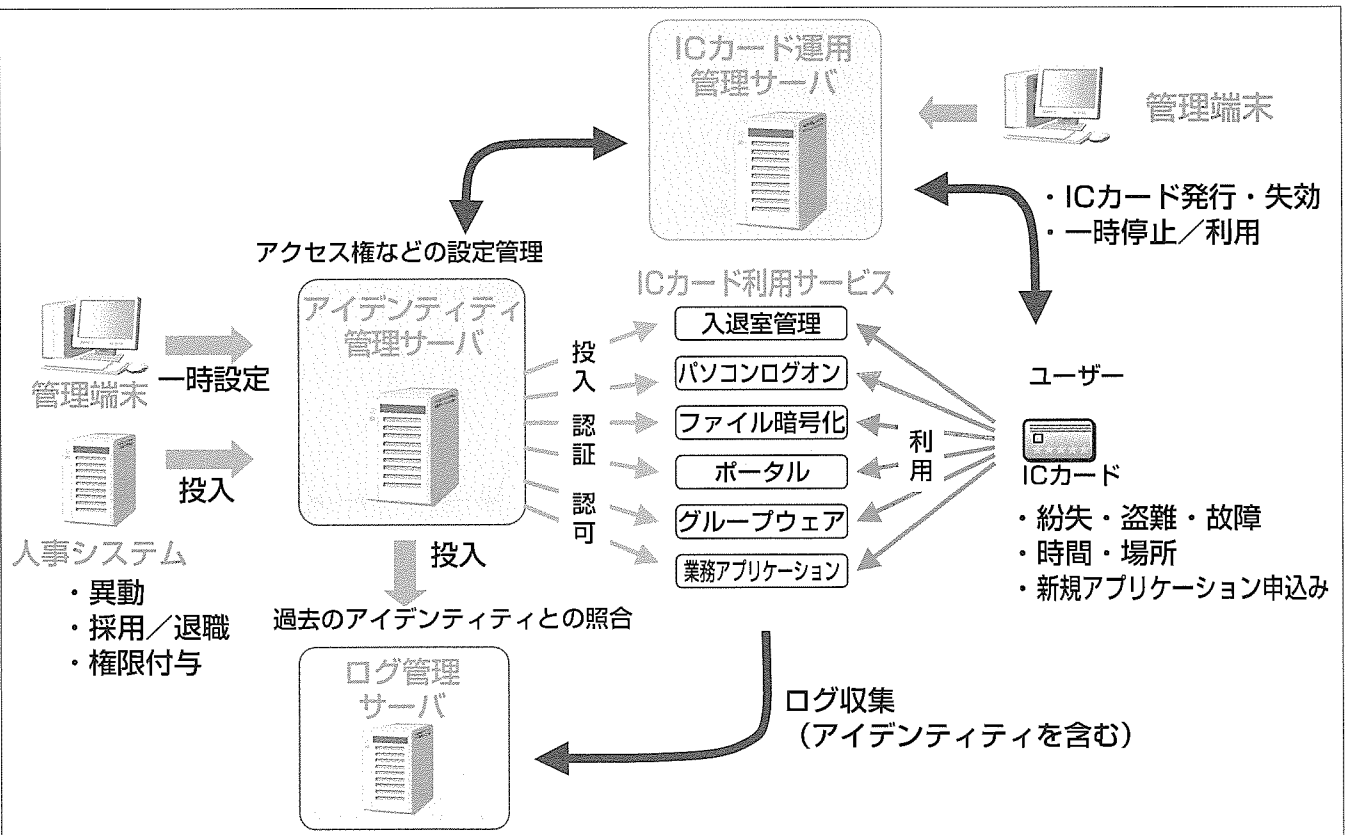 ICカード運用
管理サーバ
管理端末
・ICカード発行・失効
・一時停止／利用
アクセス権などの設定管理
アイデンティティ
管理サーバ
管理端末
一時設定
人事システム
投入
・異動
・採用／退職
・権限付与
投入
認証
認可
ICカード利用サービス
入退室管理
パソコンログオン
ファイル暗号化
ポータル
グループウェア
業務アプリケーション
利用
ユーザー
ICカード
・紛失・盗難・故障
・時間・場所
・新規アプリケーション申込み
投入
過去のアイデンティティとの照合
ログ管理
サーバ
ログ収集
（アイデンティティを含む）